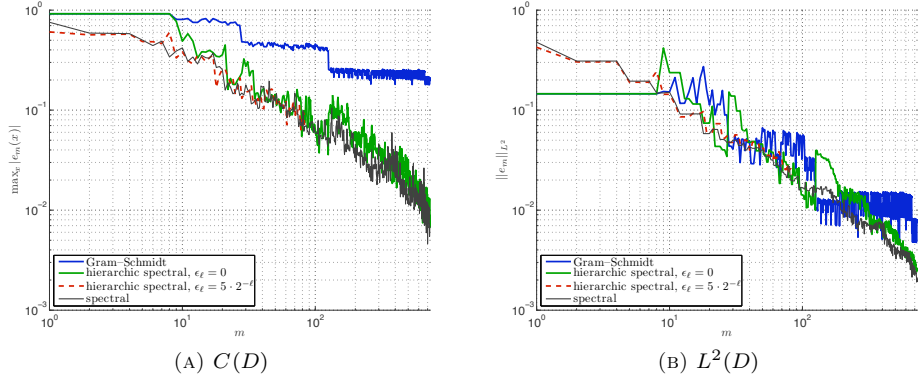 10^0
10^-1
10^-2
10^-3
max_x |e_m(x)|
Gram–Schmidt
hierarchic spectral, ϵ_ℓ = 0
hierarchic spectral, ϵ_ℓ = 5 · 2^-ℓ
spectral
10^0 10^1 10^2
m
(A) C(D)
10^0
10^-1
10^-2
10^-3
||e_m||_L^2
Gram–Schmidt
hierarchic spectral, ϵ_ℓ = 0
hierarchic spectral, ϵ_ℓ = 5 · 2^-ℓ
spectral
10^0 10^1 10^2
m
(B) L^2(D)